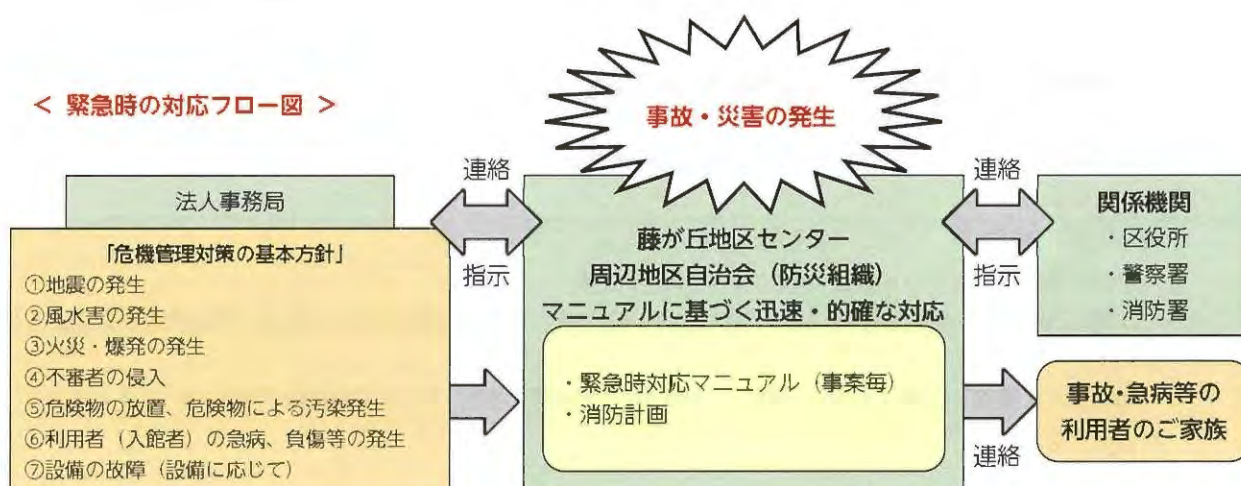 ＜ 緊急時の対応フロー図 ＞
事故・災害の発生
法人事務局
「危機管理対策の基本方針」
①地震の発生
②風水害の発生
③火災・爆発の発生
④不審者の侵入
⑤危険物の放置、危険物による汚染発生
⑥利用者（入館者）の急病、負傷等の発生
⑦設備の故障（設備に応じて）
連絡
指示
藤が丘地区センター
周辺地区自治会（防災組織）
マニュアルに基づく迅速・的確な対応
・緊急時対応マニュアル（事案毎）
・消防計画
連絡
指示
関係機関
・区役所
・警察署
・消防署
連絡
事故・急病等の
利用者のご家族